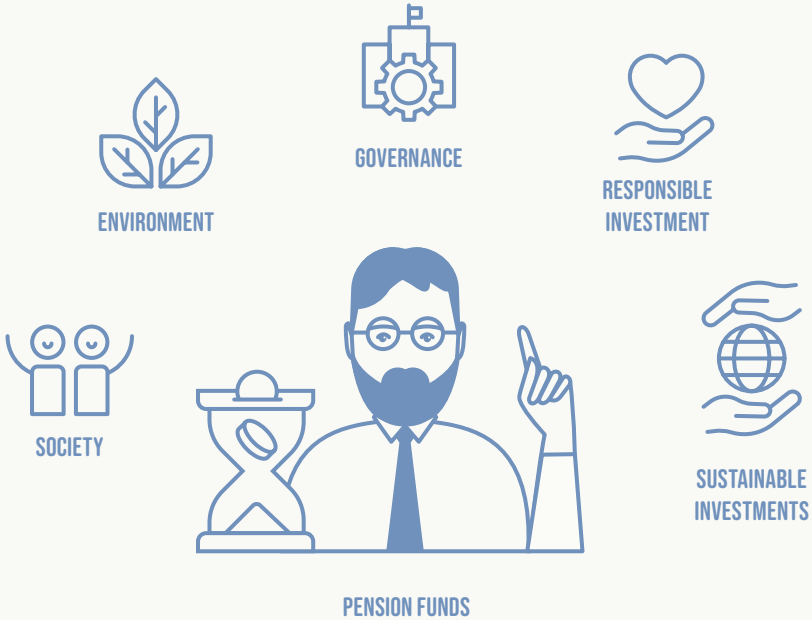 GOVERNANCE
RESPONSIBLE
INVESTMENT
ENVIRONMENT
SOCIETY
SUSTAINABLE
INVESTMENTS
PENSION FUNDS